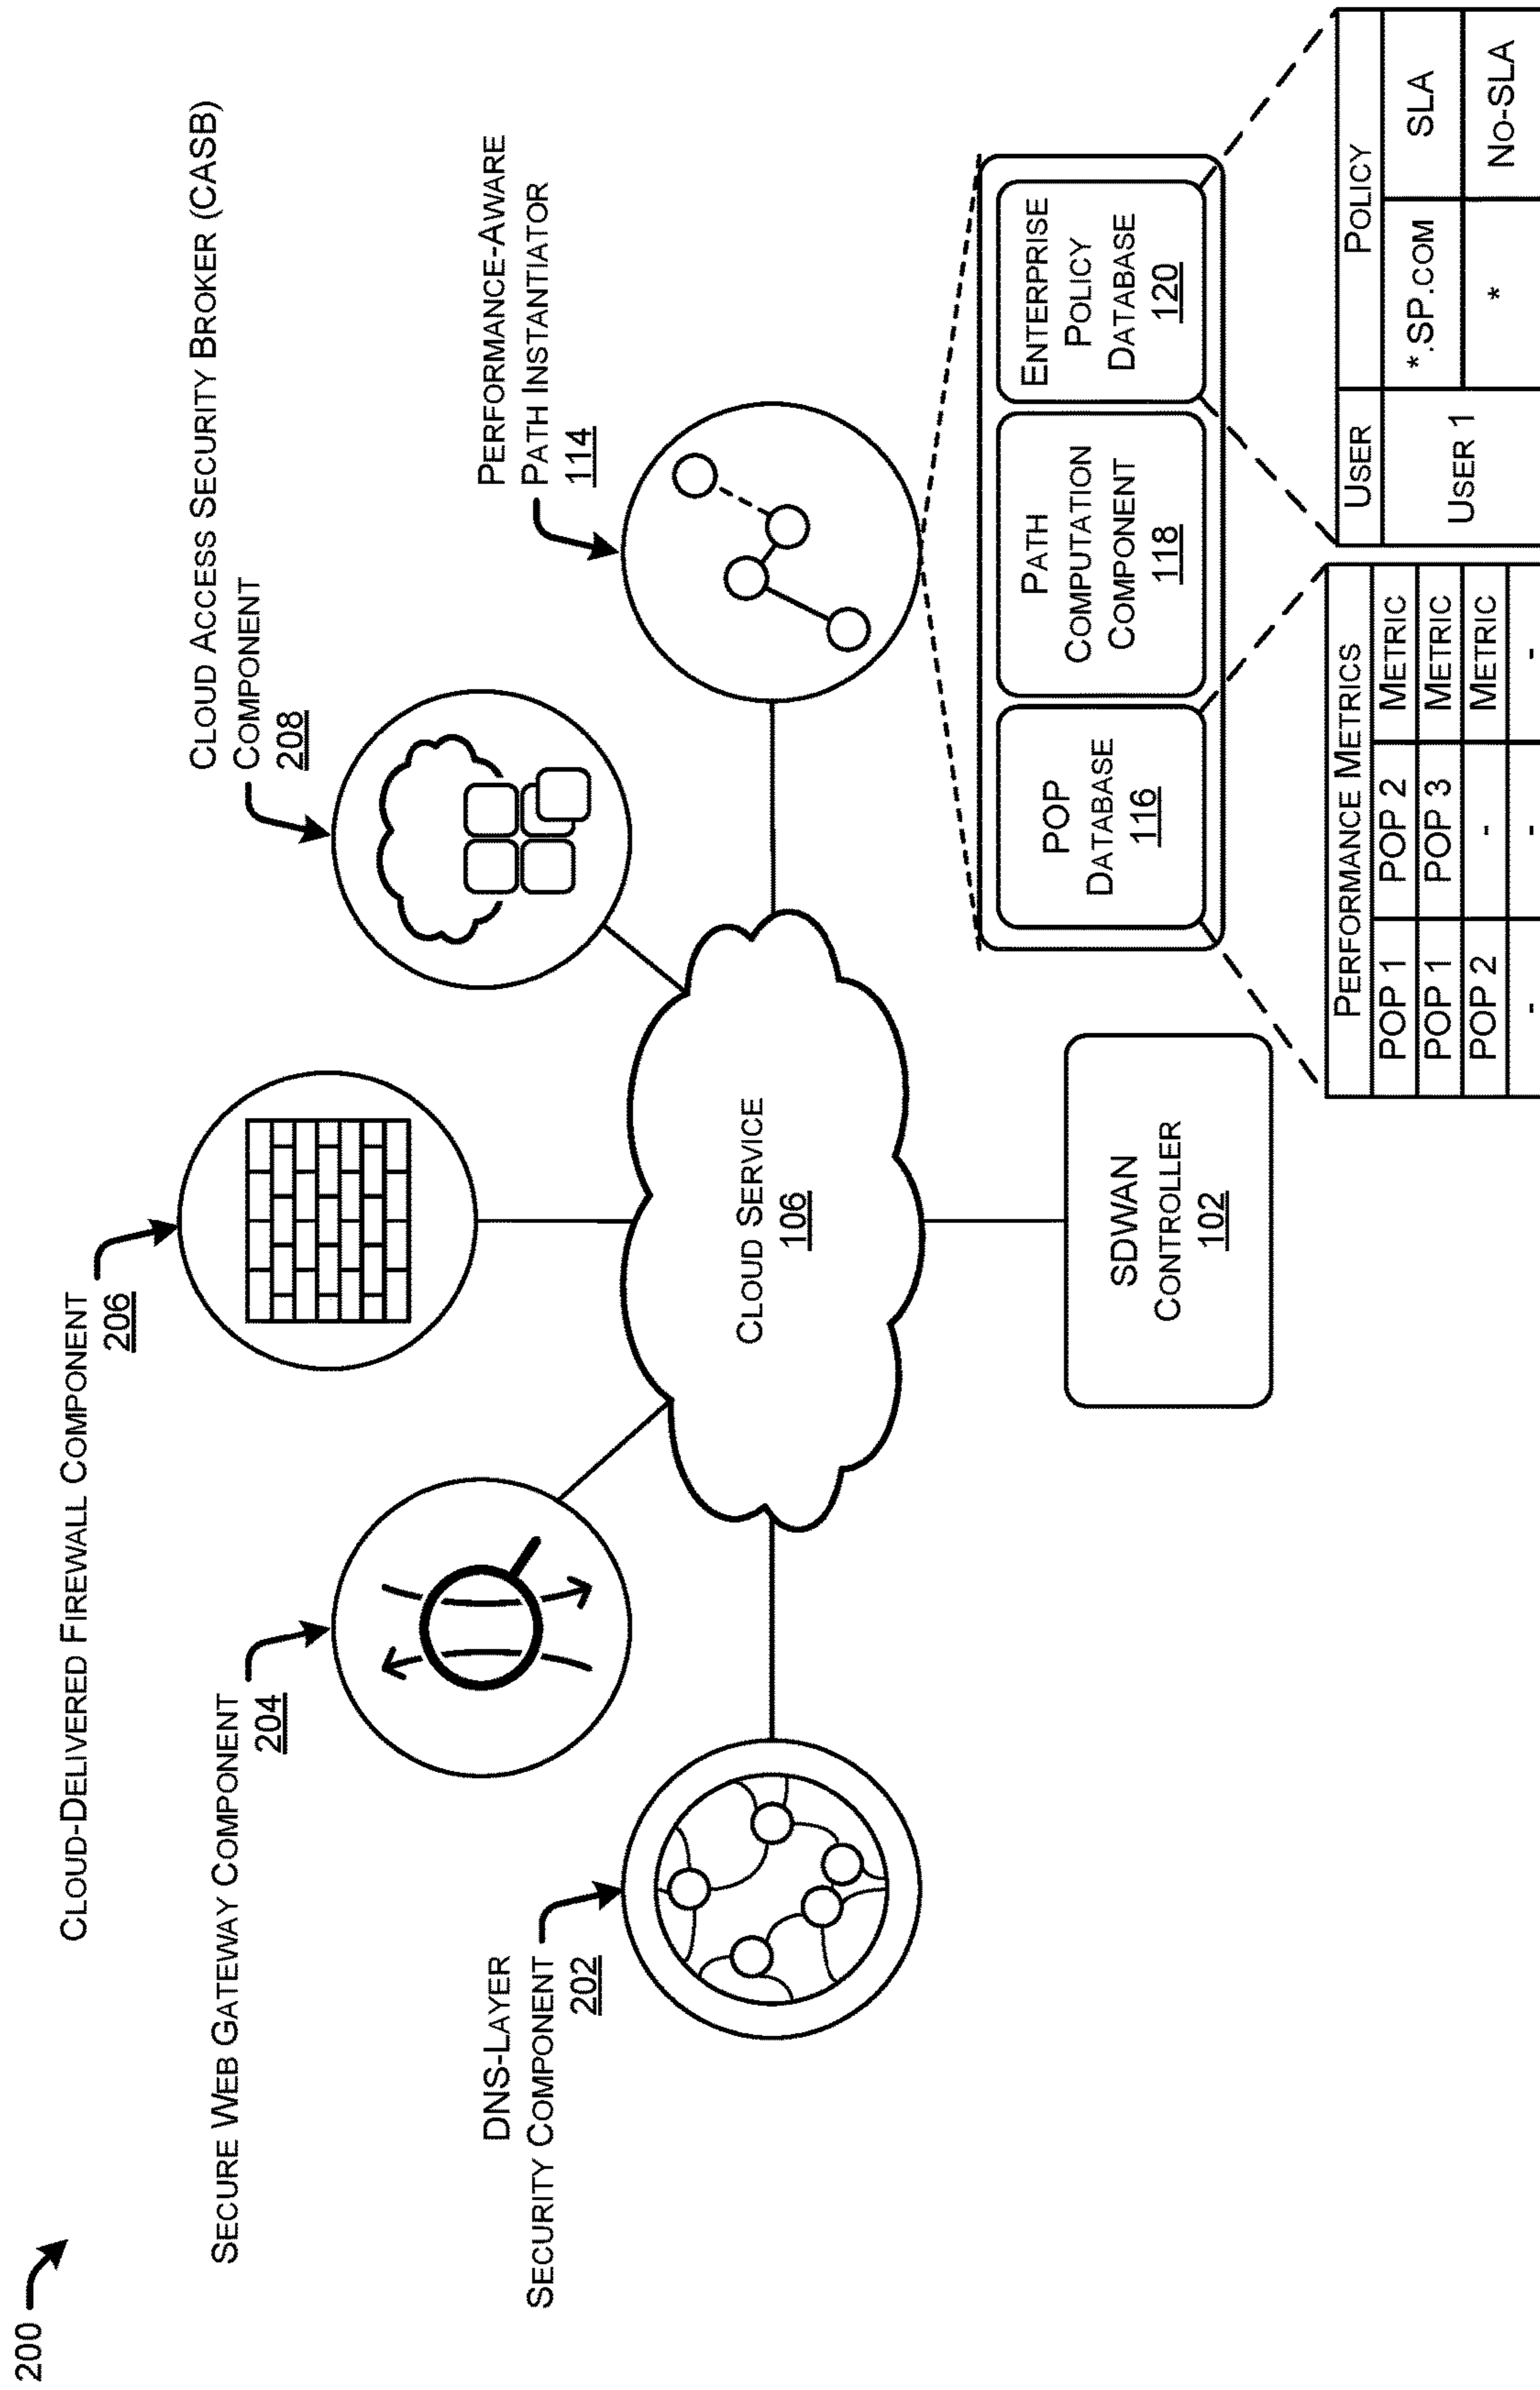 200
CLOUD-DELIVERED FIREWALL COMPONENT
206
SECURE WEB GATEWAY COMPONENT
204
CLOUD ACCESS SECURITY BROKER (CASB)
COMPONENT
208
DNS-LAYER
SECURITY COMPONENT
202
PERFORMANCE-AWARE
PATH INSTANTIATOR
114
CLOUD SERVICE
106
SDWAN
CONTROLLER
102
POP
DATABASE
116
PATH
COMPUTATION
COMPONENT
118
ENTERPRISE
POLICY
DATABASE
120
PERFORMANCE METRICS
POP 1 POP 2 METRIC
POP 1 POP 3 METRIC
POP 2 - METRIC
- - -
USER POLICY
USER 1 *.SP.COM SLA
* NO-SLA